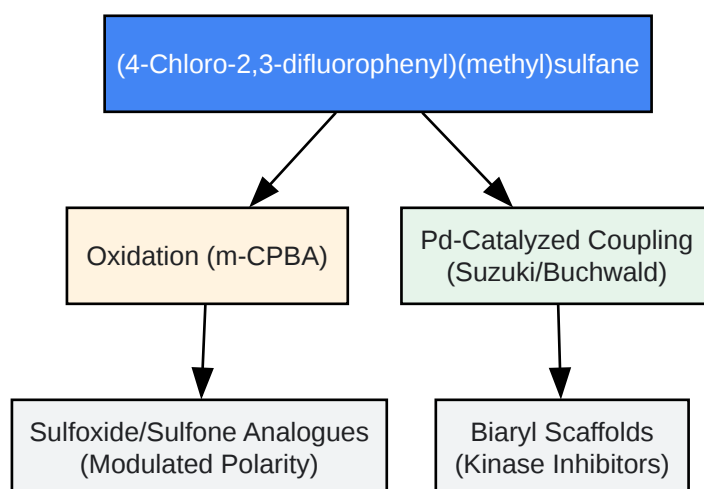 (4-Chloro-2,3-difluorophenyl)(methyl)sulfane
Oxidation (m-CPBA)
Pd-Catalyzed Coupling
(Suzuki/Buchwald)
Sulfoxide/Sulfone Analogues
(Modulated Polarity)
Biaryl Scaffolds
(Kinase Inhibitors)